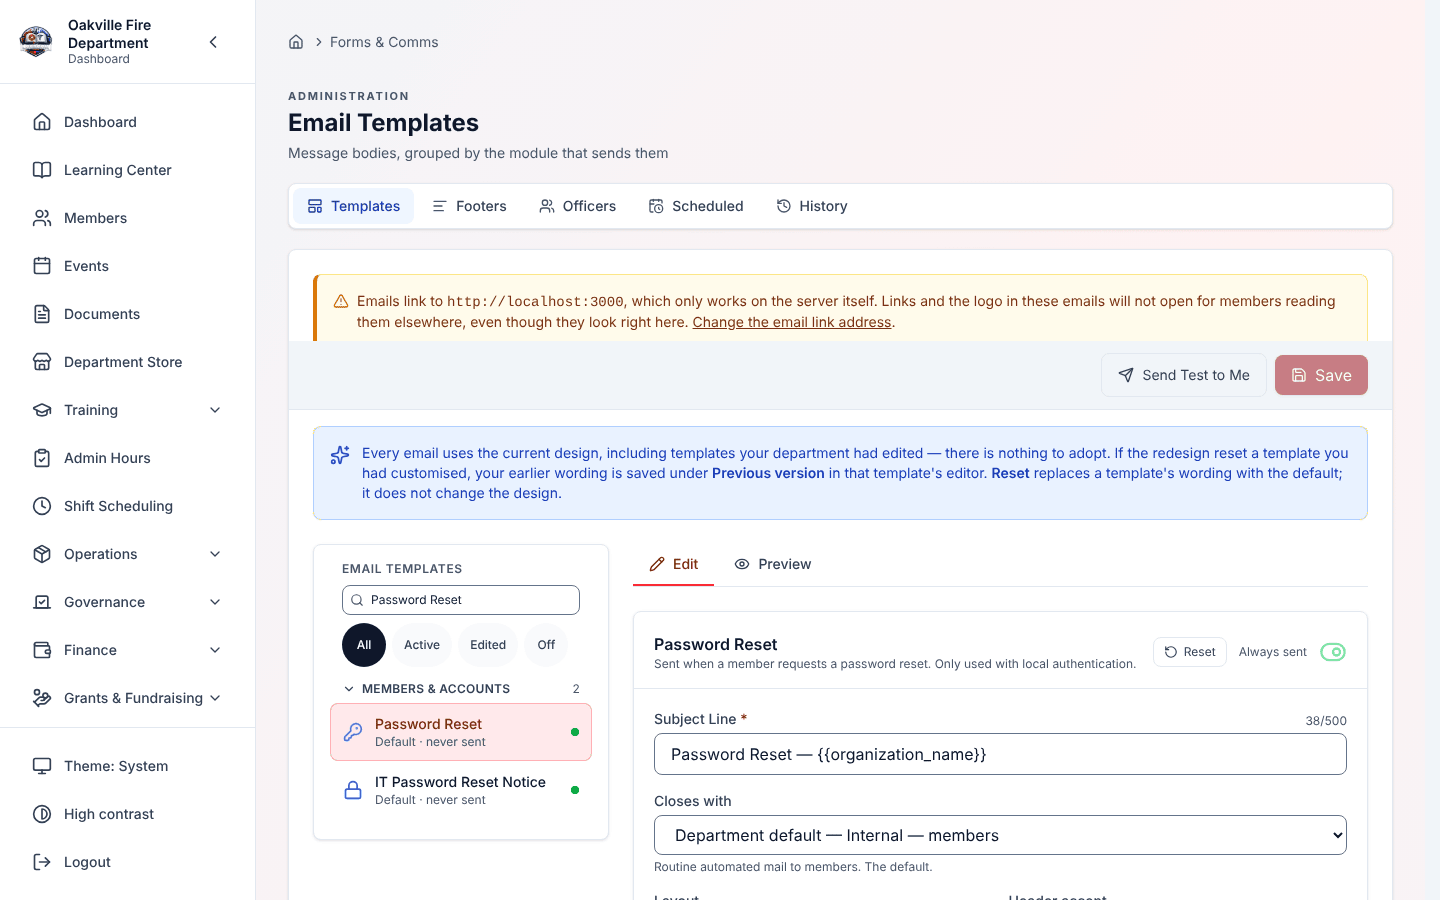 Oakville Fire
Department
Dashboard
Dashboard
Learning Center
Members
Events
Documents
Department Store
Training
Admin Hours
Shift Scheduling
Operations
Governance
Finance
Grants & Fundraising
Theme: System
High contrast
Logout
Forms & Comms
ADMINISTRATION
Email Templates
Message bodies, grouped by the module that sends them
Templates
Footers
Officers
Scheduled
History
Emails link to http://localhost:3000, which only works on the server itself. Links and the logo in these emails will not open for members reading
them elsewhere, even though they look right here. Change the email link address.
Send Test to Me
Save
Every email uses the current design, including templates your department had edited — there is nothing to adopt. If the redesign reset a template you
had customised, your earlier wording is saved under Previous version in that template's editor. Reset replaces a template's wording with the default;
it does not change the design.
EMAIL TEMPLATES
Password Reset
All
Active
Edited
Off
MEMBERS & ACCOUNTS 2
Password Reset
Default · never sent
IT Password Reset Notice
Default · never sent
Edit
Preview
Password Reset
Sent when a member requests a password reset. Only used with local authentication.
Reset
Always sent
Subject Line *
38/500
Password Reset — {{organization_name}}
Closes with
Department default — Internal — members
Routine automated mail to members. The default.
Layout
Header accent